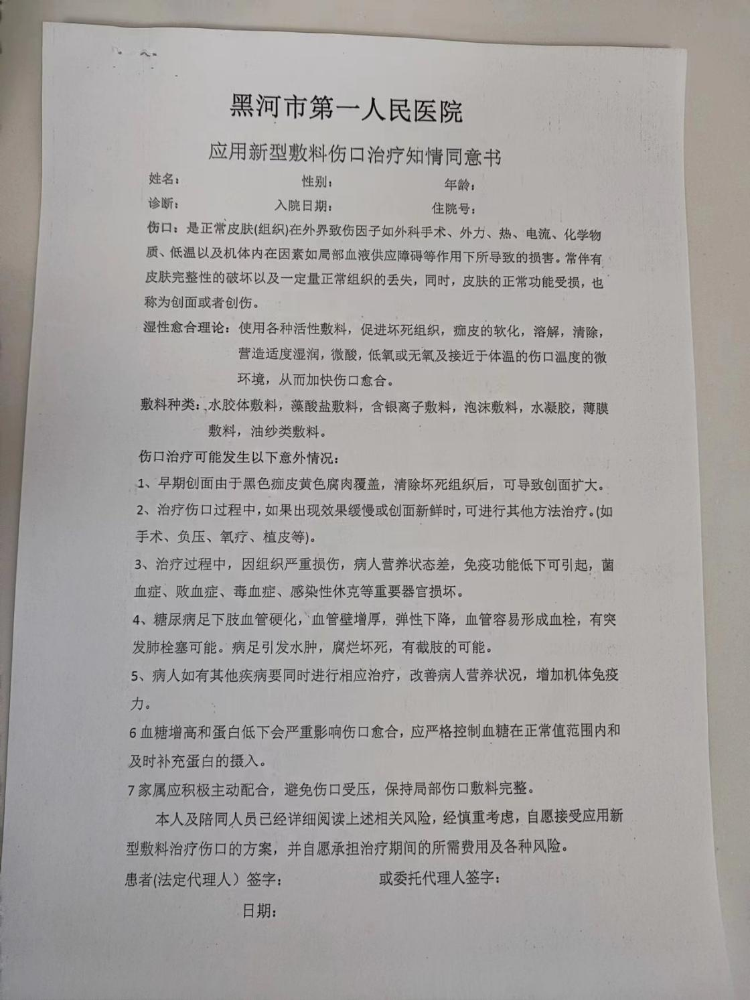 黑河市第一人民医院
应用新型敷料伤口治疗知情同意书
姓名： 性别： 年龄：
诊断： 入院日期： 住院号：
伤口：是正常皮肤(组织)在外界致伤因子如外科手术、外力、热、电流、化学物
质、低温以及机体内在因素如局部血液供应障碍等作用下所导致的损害。常伴有
皮肤完整性的破坏以及一定量正常组织的丢失，同时，皮肤的正常功能受损，也
称为创面或者创伤。
湿性愈合理论：使用各种活性敷料，促进坏死组织，痂皮的软化，溶解，清除，
营造适度湿润，微酸，低氧或无氧及接近于体温的伤口温度的微
环境，从而加快伤口愈合。
敷料种类：水胶体敷料，藻酸盐敷料，含银离子敷料，泡沫敷料，水凝胶，薄膜
敷料，油纱类敷料。
伤口治疗可能发生以下意外情况：
1、早期创面由于黑色痂皮黄色腐肉覆盖，清除坏死组织后，可导致创面扩大。
2、治疗伤口过程中，如果出现效果缓慢或创面新鲜时，可进行其他方法治疗。(如
手术、负压、氧疗、植皮等)。
3、治疗过程中，因组织严重损伤，病人营养状态差，免疫功能低下可引起，菌
血症、败血症、毒血症、感染性休克等重要器官损坏。
4、糖尿病足下肢血管硬化，血管壁增厚，弹性下降，血管容易形成血栓，有突
发肺栓塞可能。病足引发水肿，腐烂坏死，有截肢的可能。
5、病人如有其他疾病要同时进行相应治疗，改善病人营养状况，增加机体免疫
力。
6 血糖增高和蛋白低下会严重影响伤口愈合，应严格控制血糖在正常值范围内和
及时补充蛋白的摄入。
7 家属应积极主动配合，避免伤口受压，保持局部伤口敷料完整。
本人及陪同人员已经详细阅读上述相关风险，经慎重考虑，自愿接受应用新
型敷料治疗伤口的方案，并自愿承担治疗期间的所需费用及各种风险。
患者(法定代理人）签字： 或委托代理人签字：
日期：